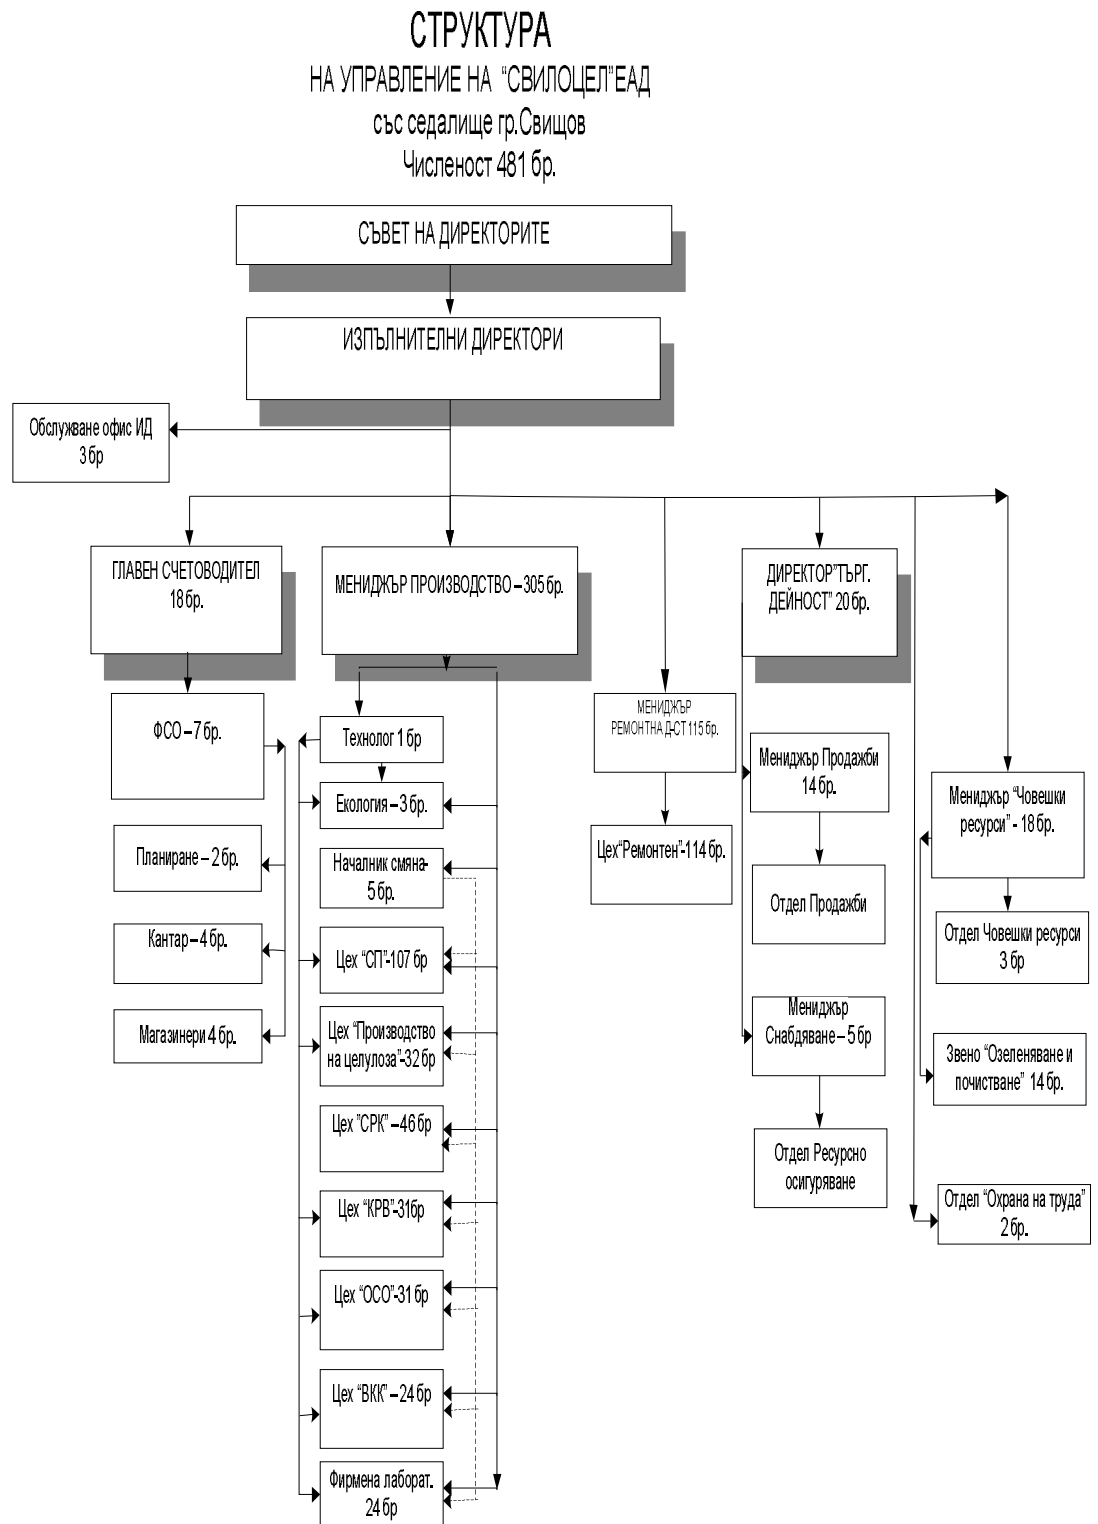 СТРУКТУРА
НА УПРАВЛЕНИЕ НА “СВИЛОЦЕЛ”ЕАД
със седалище гр.Свищов
Численост 481 бр.
СЪВЕТ НА ДИРЕКТОРИТЕ
ИЗПЪЛНИТЕЛНИ ДИРЕКТОРИ
Обслужване офис ИД
3 бр
ГЛАВЕН СЧЕТОВОДИТЕЛ
18 бр.
МЕНИДЖЪР ПРОИЗВОДСТВО – 305 бр.
ДИРЕКТОР”ТЪРГ.
ДЕЙНОСТ” 20 бр.
МЕНИДЖЪР
РЕМОНТНА Д-СТ 115 бр.
ФСО – 7 бр.
Планиране – 2 бр.
Кантар – 4 бр.
Магазинери 4 бр.
Технолог 1 бр
Екология – 3 бр.
Началник смяна-
5 бр.
Цех “СП”-107 бр
Цех “Производство
на целулоза”-32 бр
Цех ”СРК” – 46 бр
Цех “КРВ”-31бр
Цех “ОСО”-31 бр
Цех “ВКК” – 24 бр
Фирмена лаборат.
24 бр
Цех“Ремонтен”-114 бр.
Мениджър Продажби
14 бр.
Отдел Продажби
Мениджър
Снабдяване – 5 бр
Отдел Ресурсно
осигуряване
Мениджър “Човешки
ресурси” - 18 бр.
Отдел Човешки ресурси
3 бр
Звено “Озеленяване и
почистване” 14 бр.
Отдел “Охрана на труда”
2 бр.